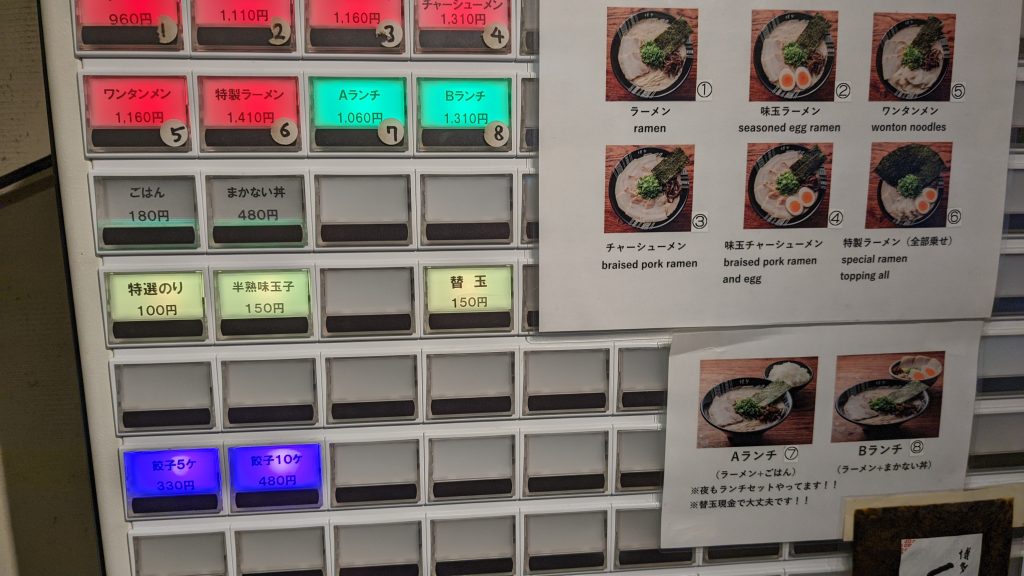 960円
1
1,110円
2
1,160円
3
チャーシューメン
1,310円
4
ワンタンメン
1,160円
5
特製ラーメン
1,410円
6
Aランチ
1,060円
7
Bランチ
1,310円
8
ごはん
180円
まかない丼
480円
特選のり
100円
半熟味玉子
150円
替玉
150円
餃子5ケ
330円
餃子10ケ
480円
①
ラーメン
ramen
②
味玉ラーメン
seasoned egg ramen
⑤
ワンタンメン
wonton noodles
③
チャーシューメン
braised pork ramen
④
味玉チャーシューメン
braised pork ramen
and egg
⑥
特製ラーメン（全部乗せ）
special ramen
topping all
Aランチ ⑦
（ラーメン+ごはん）
Bランチ ⑧
（ラーメン+まかない丼）
※夜もランチセットやってます！！
※替玉現金で大丈夫です！！
博多